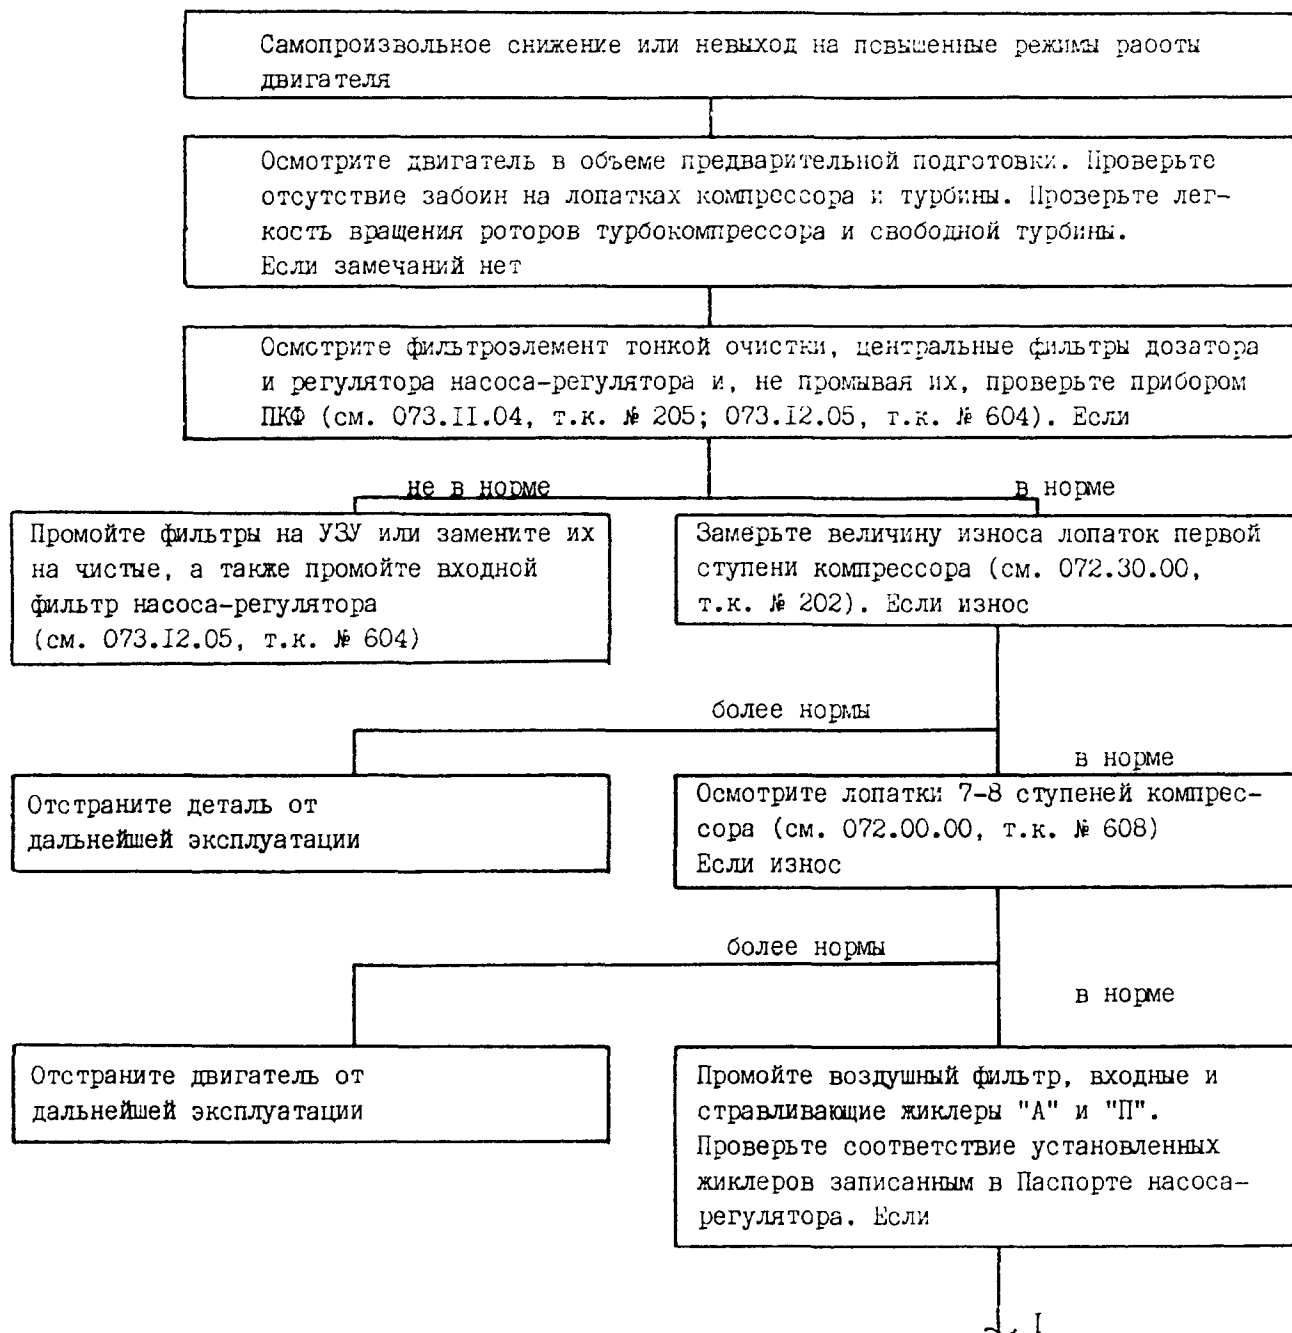 Самопроизвольное снижение или невыход на повышенные режимы работы
двигателя
Осмотрите двигатель в объеме предварительной подготовки. Проверьте
отсутствие забоин на лопатках компрессора и турбины. Проверьте лег-
кость вращения роторов турбокомпрессора и свободной турбины.
Если замечаний нет
Осмотрите фильтроэлемент тонкой очистки, центральные фильтры дозатора
и регулятора насоса-регулятора и, не промывая их, проверьте прибором
ПКФ (см. 073.II.04, т.к. № 205; 073.I2.05, т.к. № 604). Если
не в норме
в норме
Промойте фильтры на УЗУ или замените их
на чистые, а также промойте входной
фильтр насоса-регулятора
(см. 073.I2.05, т.к. № 604)
Замерьте величину износа лопаток первой
ступени компрессора (см. 072.30.00,
т.к. № 202). Если износ
более нормы
в норме
Отстраните деталь от
дальнейшей эксплуатации
Осмотрите лопатки 7-8 ступеней компрес-
сора (см. 072.00.00, т.к. № 608)
Если износ
более нормы
в норме
Отстраните двигатель от
дальнейшей эксплуатации
Промойте воздушный фильтр, входные и
стравливающие жиклеры "А" и "П".
Проверьте соответствие установленных
жиклеров записанным в Паспорте насоса-
регулятора. Если
I